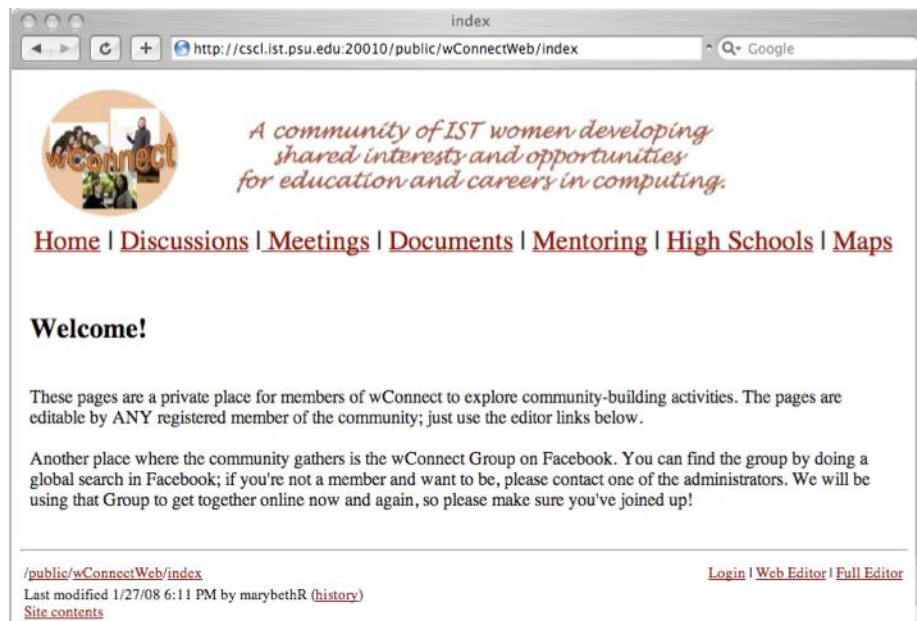 index
http://cscl.ist.psu.edu:20010/public/wConnectWeb/index
Google
wConnect
A community of IST women developing
shared interests and opportunities
for education and careers in computing.
Home | Discussions | Meetings | Documents | Mentoring | High Schools | Maps
Welcome!
These pages are a private place for members of wConnect to explore community-building activities. The pages are
editable by ANY registered member of the community; just use the editor links below.
Another place where the community gathers is the wConnect Group on Facebook. You can find the group by doing a
global search in Facebook; if you're not a member and want to be, please contact one of the administrators. We will be
using that Group to get together online now and again, so please make sure you've joined up!
/public/wConnectWeb/index
Login | Web Editor | Full Editor
Last modified 1/27/08 6:11 PM by marybethR (history)
Site contents